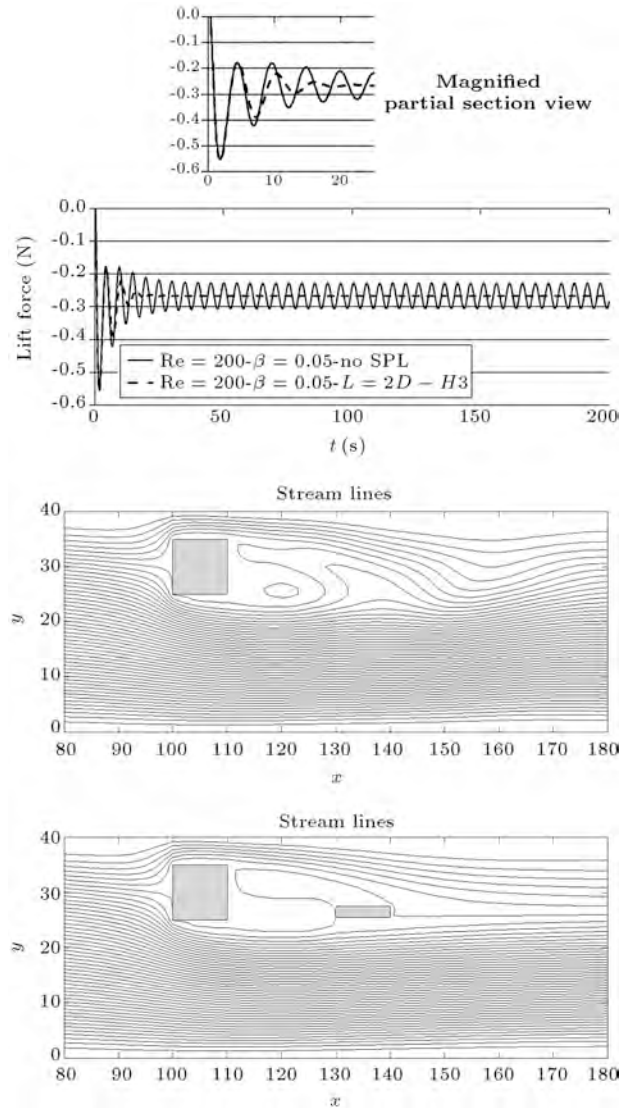 0.0
-0.1
-0.2
-0.3
-0.4
-0.5
-0.6
0 10 20
Magnified
partial section view
Lift force (N)
0.0
-0.1
-0.2
-0.3
-0.4
-0.5
-0.6
Re = 200-β = 0.05-no SPL
Re = 200-β = 0.05-L = 2D − H3
0 50 100 150 200
t (s)
Stream lines
y
40
30
20
10
0
80 90 100 110 120 130 140 150 160 170 180
x
Stream lines
y
40
30
20
10
0
80 90 100 110 120 130 140 150 160 170 180
x